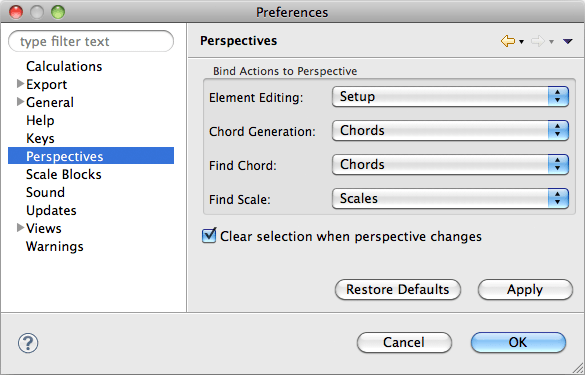 Preferences
type filter text
Calculations
Export
General
Help
Keys
Perspectives
Scale Blocks
Sound
Updates
Views
Warnings
Perspectives
Bind Actions to Perspective
Element Editing: Setup
Chord Generation: Chords
Find Chord: Chords
Find Scale: Scales
Clear selection when perspective changes
Restore Defaults Apply
? Cancel OK